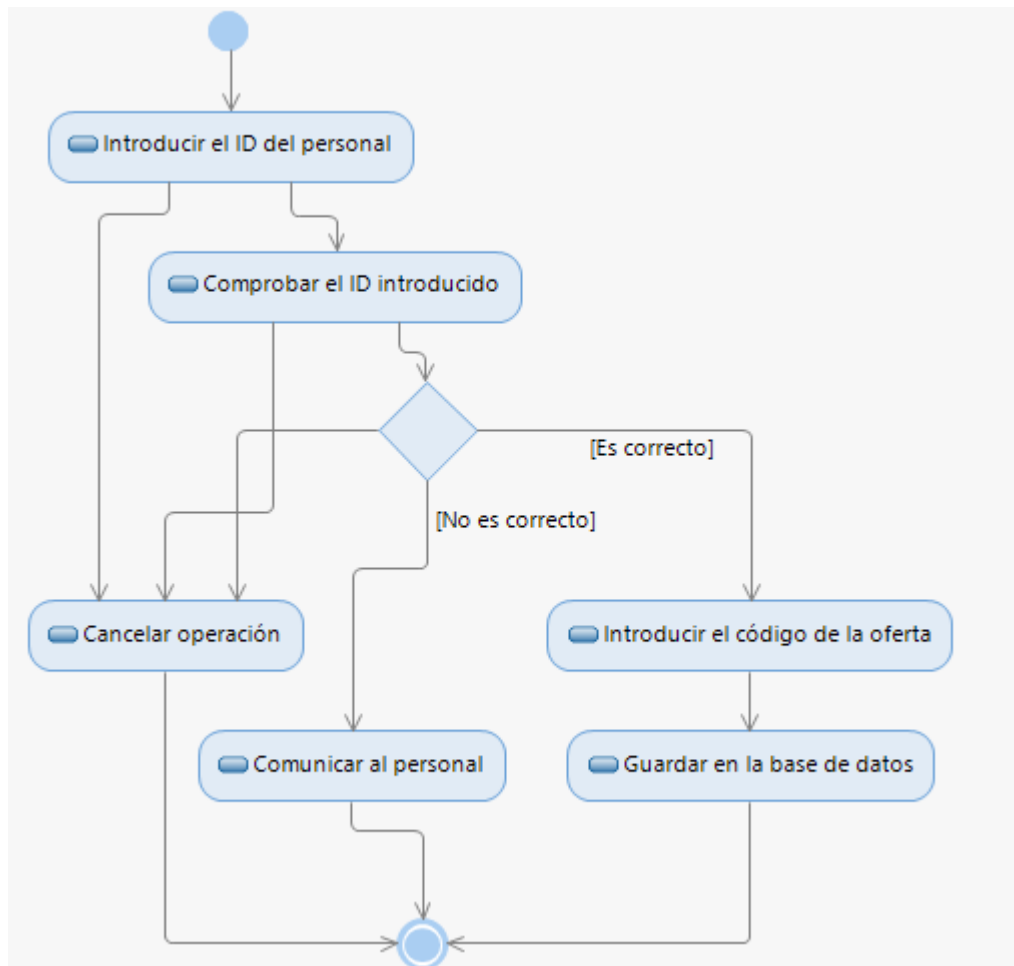 Introducir el ID del personal
Comprobar el ID introducido
[Es correcto]
[No es correcto]
Cancelar operación
Introducir el código de la oferta
Comunicar al personal
Guardar en la base de datos